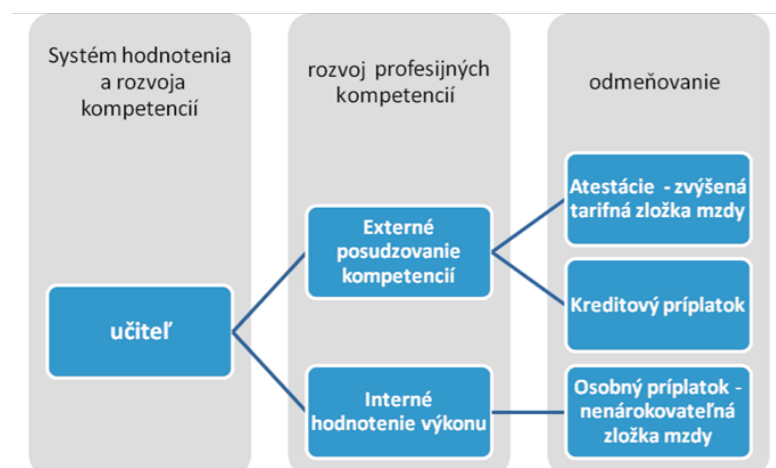 Systém hodnotenia
a rozvoja
kompetencií
rozvoj profesijných
kompetencií
odmeňovanie
učiteľ
Externé
posudzovanie
kompetencií
Interné
hodnotenie výkonu
Atestácie - zvýšená
tarifná zložka mzdy
Kreditový príplatok
Osobný príplatok -
nenárokovateľná
zložka mzdy